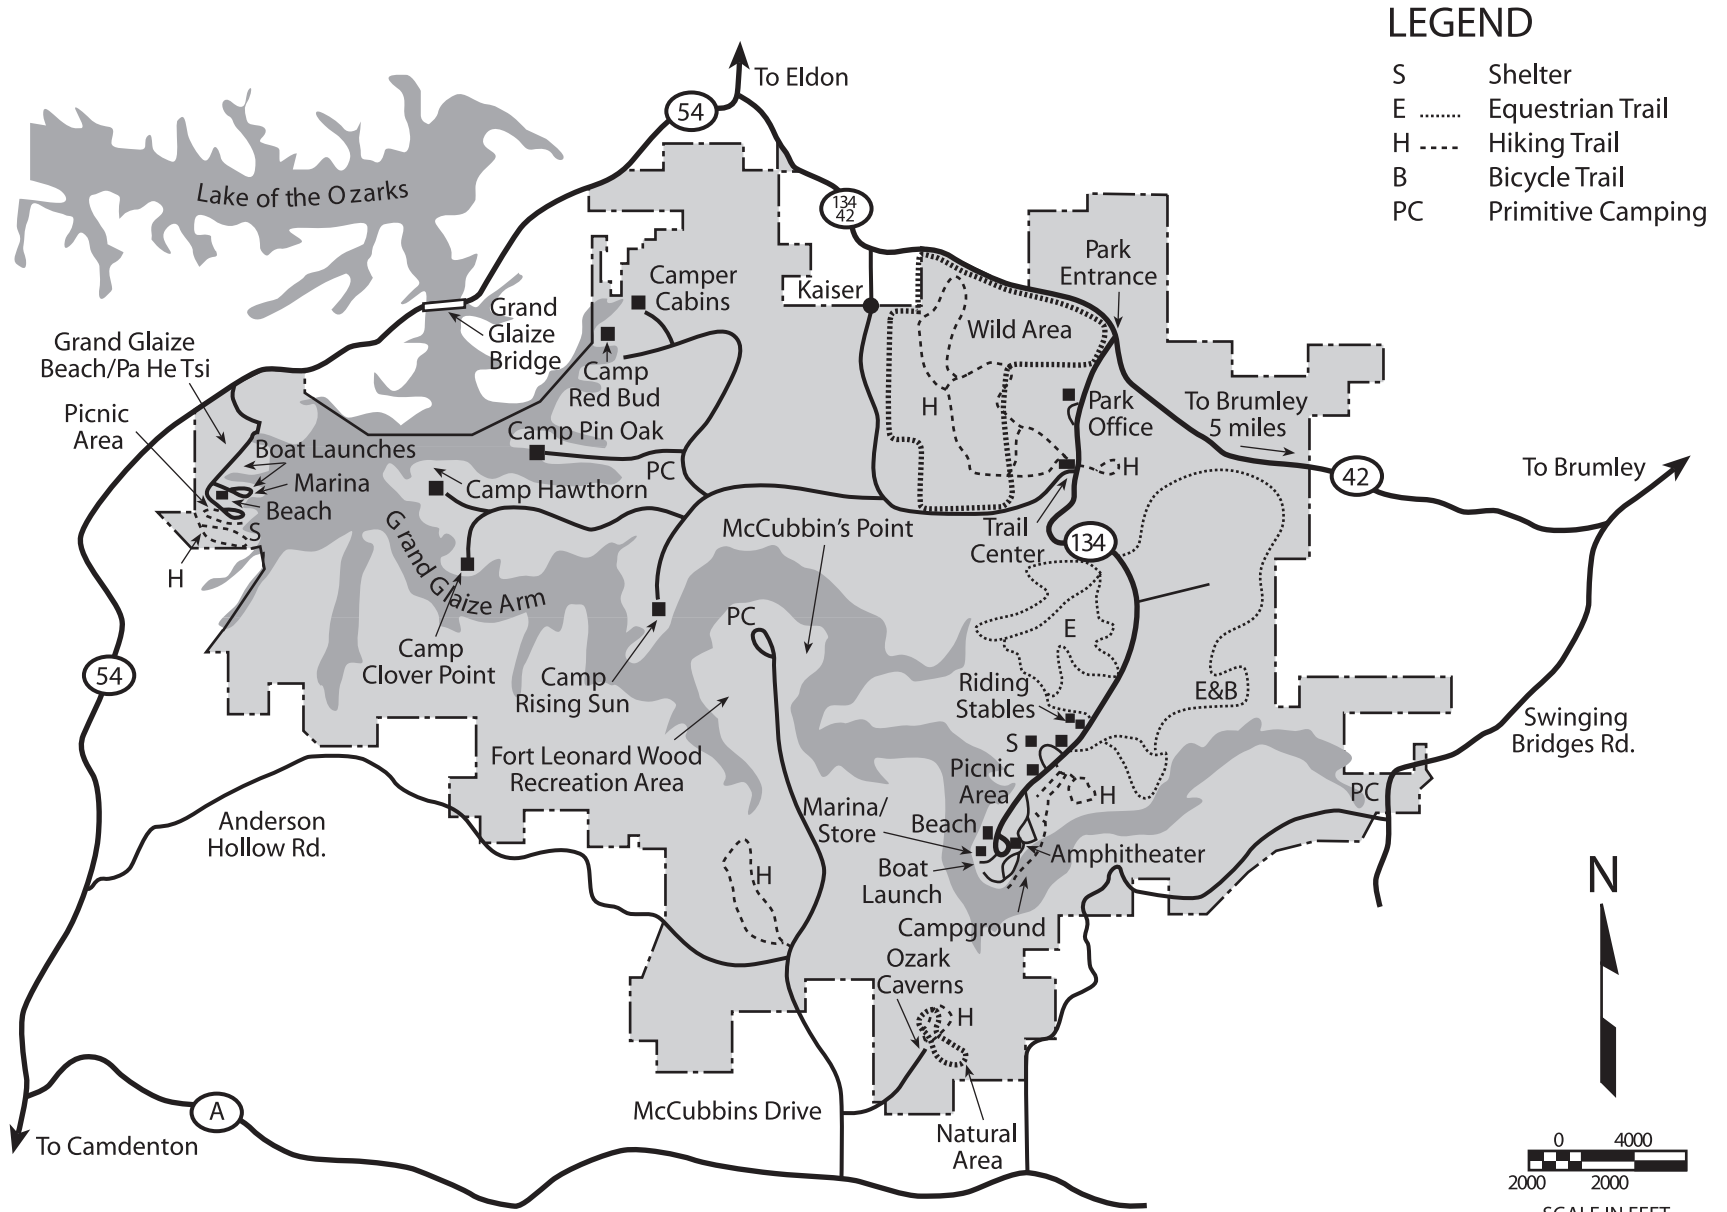 LEGEND
S Shelter
E ........ Equestrian Trail
H ---- Hiking Trail
B Bicycle Trail
PC Primitive Camping
To Eldon
54
Lake of the Ozarks
134
42
Park
Entrance
Camper
Cabins
Kaiser
Grand
Glaize
Bridge
Wild Area
Grand Glaize
Beach/Pa He Tsi
Camp
Red Bud
H
Park
Office
To Brumley
5 miles
Picnic
Area
Camp Pin Oak
Boat Launches
PC
H
42
To Brumley
Marina
Camp Hawthorn
Beach
S
McCubbin's Point
Trail
Center
134
H
Grand Glaize Arm
PC
E
Camp
Clover Point
54
Camp
Rising Sun
Riding
Stables
E&B
S
Swinging
Bridges Rd.
Fort Leonard Wood
Recreation Area
Picnic
Area
H
PC
Marina/
Store
Beach
Anderson
Hollow Rd.
Amphitheater
Boat
Launch
H
N
Campground
Ozark
Caverns
H
A
McCubbins Drive
To Camdenton
Natural
Area
0 4000
2000 2000
SCALE IN FEET